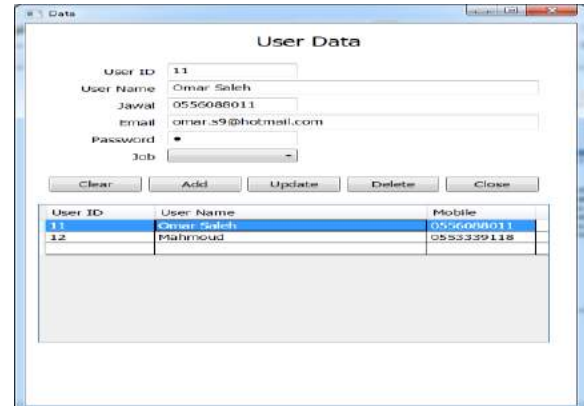 Data
User Data
User ID 11
User Name Omar Saleh
Jawal 0556088011
Email omar.s9@hotmail.com
Password •
Job
Clear Add Update Delete Close
User ID User Name Mobile
11 Omar Saleh 0556088011
12 Mahmoud 0553339118